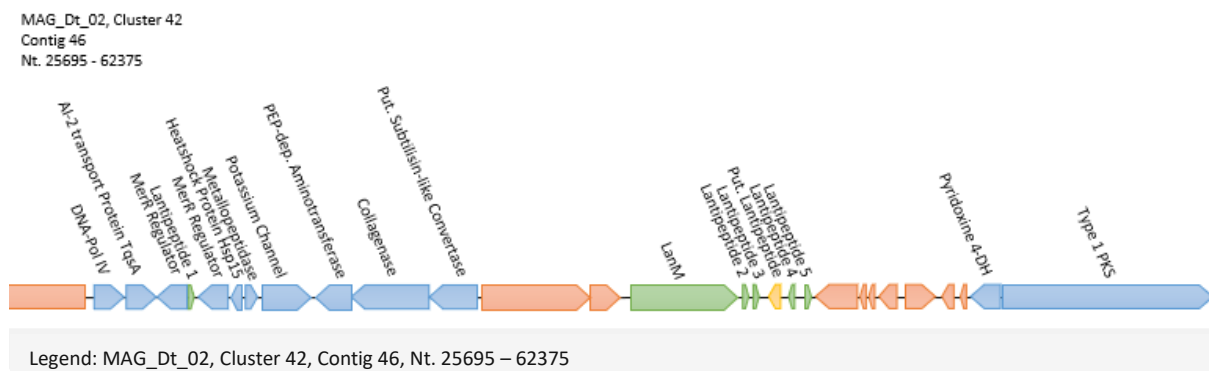 MAG_Dt_02, Cluster 42
Contig 46
Nt. 25695 - 62375
DNA-Pol IV
AI-2 transport Protein TqsA
MerR Regulator
Lantipeptide 1
MerR Regulator
Heatshock Protein Hsp15
Metallopeptidase
Potassium Channel
PEP-dep. Aminotransferase
Collagenase
Put. Subtilisin-like Convertase
LanM
Lantipeptide 2
Lantipeptide 3
Put. Lantipeptide
Lantipeptide 4
Lantipeptide 5
Pyridoxine 4-DH
Type 1 PKS
Legend: MAG_Dt_02, Cluster 42, Contig 46, Nt. 25695 – 62375